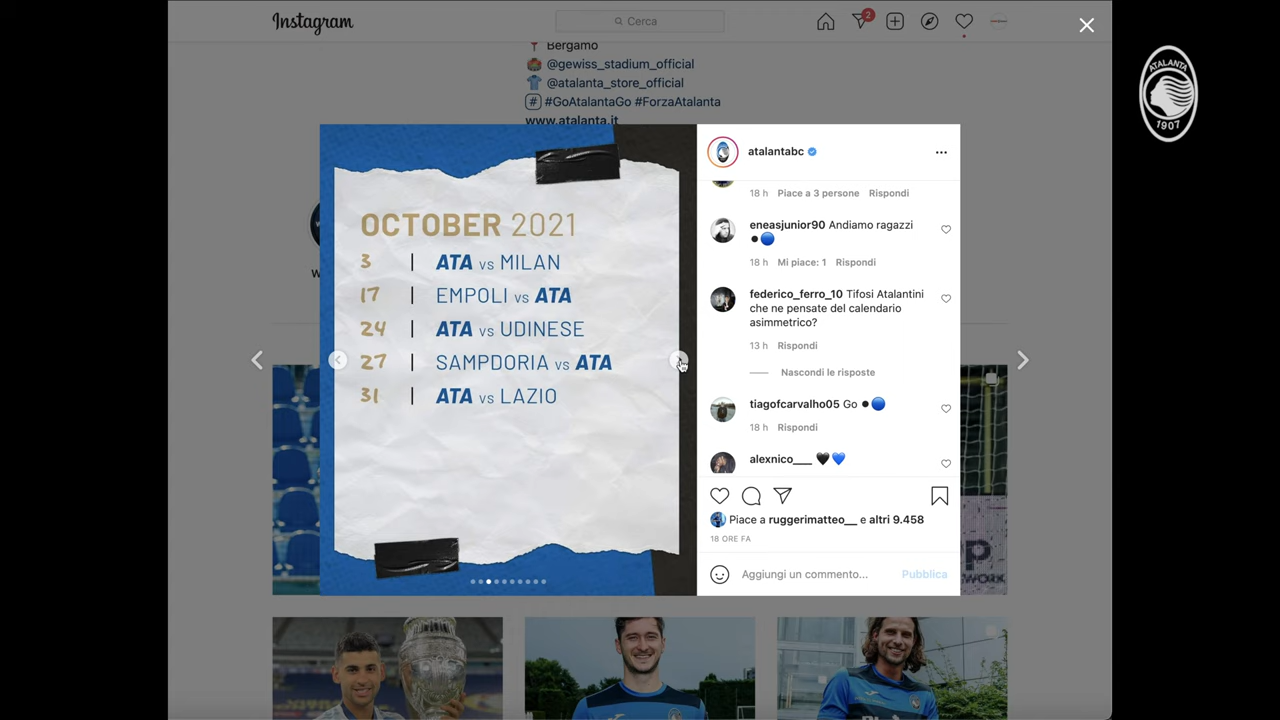 Instagram
Cerca
2
Bergamo
@gewiss_stadium_official
@atalanta_store_official
# #GoAtalantaGo #ForzaAtalanta
www.atalanta.it
ATALANTA
1907
OCTOBER 2021
3 | ATA vs MILAN
17 | EMPOLI vs ATA
24 | ATA vs UDINESE
27 | SAMPDORIA vs ATA
31 | ATA vs LAZIO
atalantabc
18 h Piace a 3 persone Rispondi
eneasjunior90 Andiamo ragazzi
18 h Mi piace: 1 Rispondi
federico_ferro_10 Tifosi Atalantini
che ne pensate del calendario
asimmetrico?
13 h Rispondi
Nascondi le risposte
tiagofcarvalho05 Go
18 h Rispondi
alexnico___
Piace a ruggerimatteo__ e altri 9.458
18 ORE FA
Aggiungi un commento... Pubblica